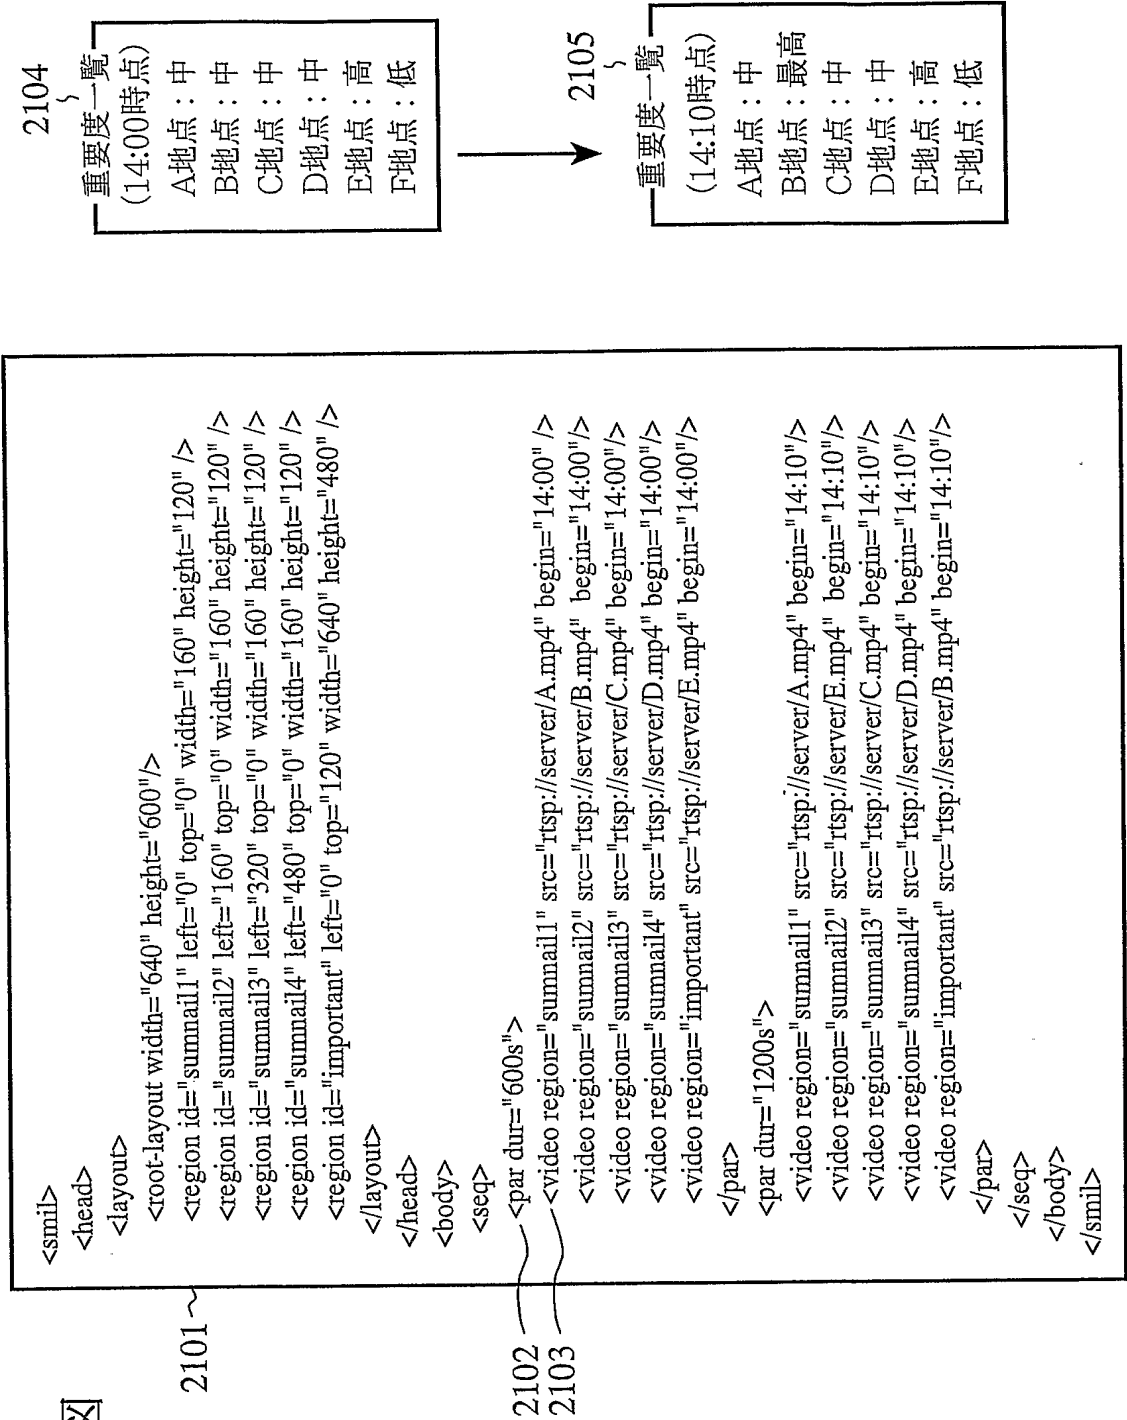 図
2101
<smil>
<head>
<layout>
<root-layout width="640" height="600"/>
<region id="sumnail1" left="0" top="0" width="160" height="120" />
<region id="sumnail2" left="160" top="0" width="160" height="120" />
<region id="sumnail3" left="320" top="0" width="160" height="120" />
<region id="sumnail4" left="480" top="0" width="160" height="120" />
<region id="important" left="0" top="120" width="640" height="480" />
</layout>
</head>
<body>
<seq>
2102
<par dur="600s">
2103
<video region="sumnail1" src="rtsp://server/A.mp4" begin="14:00" />
<video region="sumnail2" src="rtsp://server/B.mp4" begin="14:00"/>
<video region="sumnail3" src="rtsp://server/C.mp4" begin="14:00"/>
<video region="sumnail4" src="rtsp://server/D.mp4" begin="14:00"/>
<video region="important" src="rtsp://server/E.mp4" begin="14:00"/>
</par>
<par dur="1200s">
<video region="sumnail1" src="rtsp://server/A.mp4" begin="14:10"/>
<video region="sumnail2" src="rtsp://server/E.mp4" begin="14:10"/>
<video region="sumnail3" src="rtsp://server/C.mp4" begin="14:10"/>
<video region="sumnail4" src="rtsp://server/D.mp4" begin="14:10"/>
<video region="important" src="rtsp://server/B.mp4" begin="14:10"/>
</par>
</seq>
</body>
</smil>
2104
重要度一覧
(14:00時点)
A地点：中
B地点：中
C地点：中
D地点：中
E地点：高
F地点：低
2105
重要度一覧
(14:10時点)
A地点：中
B地点：最高
C地点：中
D地点：中
E地点：高
F地点：低